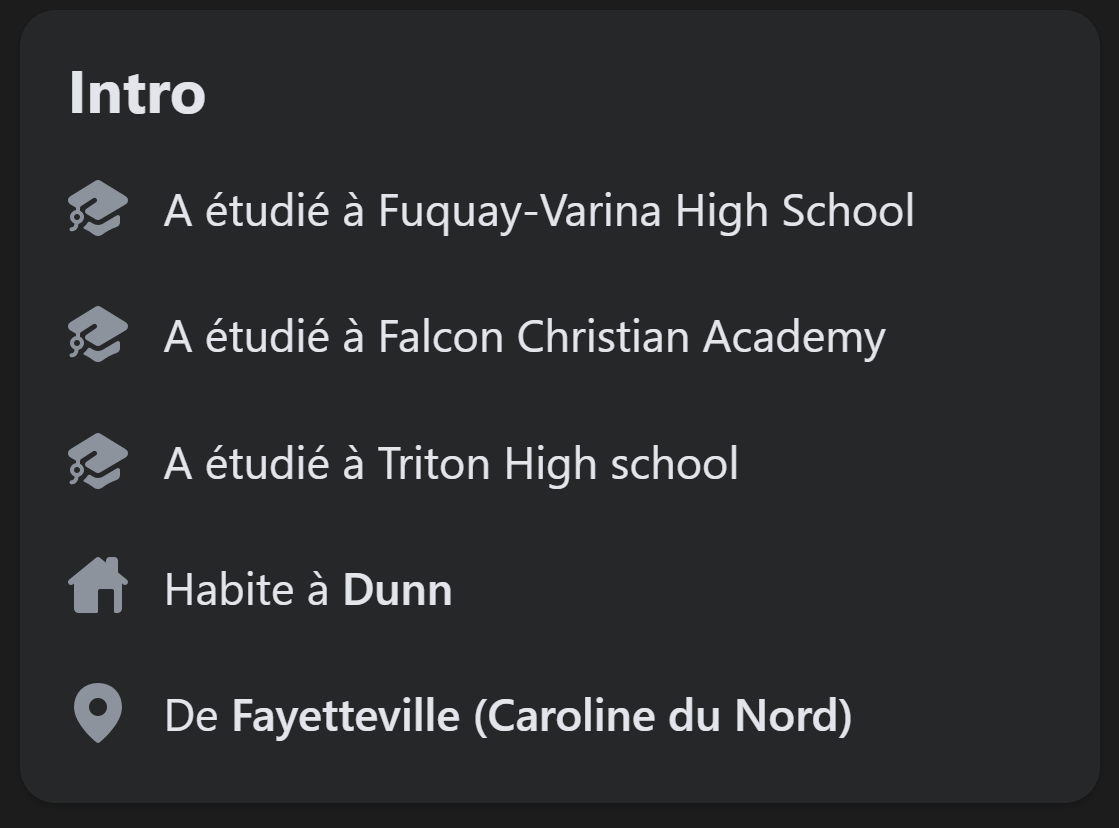 Intro
A étudié à Fuquay-Varina High School
A étudié à Falcon Christian Academy
A étudié à Triton High school
Habite à Dunn
De Fayetteville (Caroline du Nord)